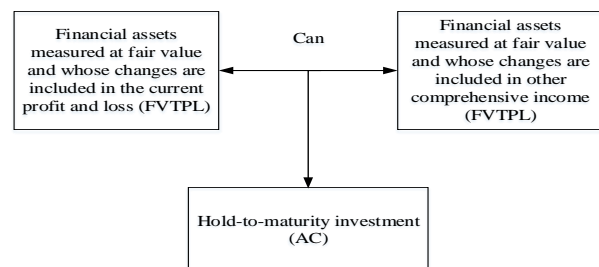 Financial assets
measured at fair value
and whose changes are
included in the current
profit and loss (FVTPL)
Can
Financial assets
measured at fair value
and whose changes are
included in other
comprehensive income
(FVTPL)
Hold-to-maturity investment
(AC)